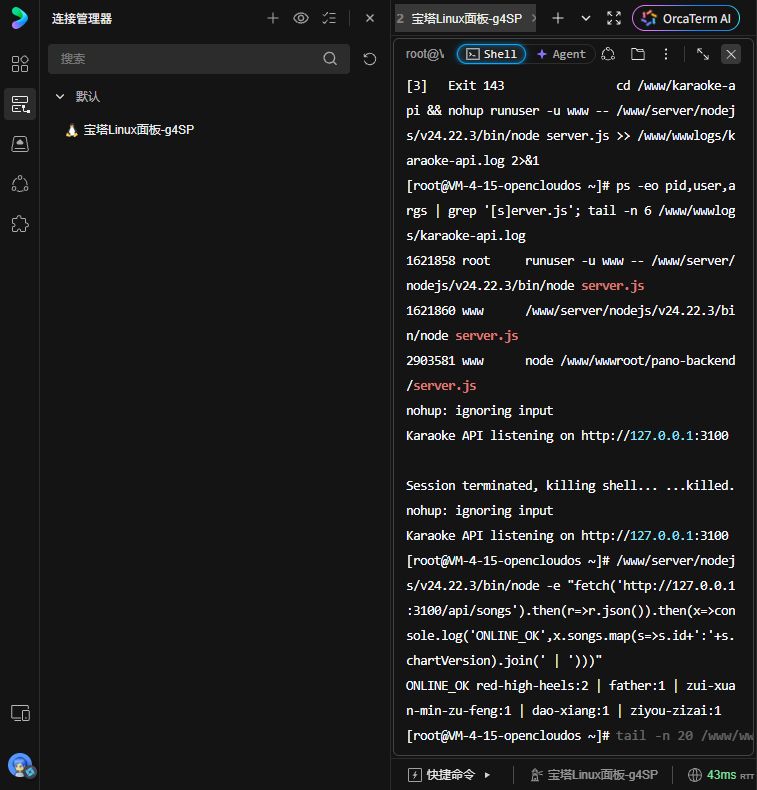 连接管理器
搜索
默认
宝塔Linux面板-g4SP
2 宝塔Linux面板-g4SP
OrcaTerm AI
root@V
Shell
Agent
[3]   Exit 143                cd /www/karaoke-a
pi && nohup runuser -u www -- /www/server/nodej
s/v24.22.3/bin/node server.js >> /www/wwwlogs/k
araoke-api.log 2>&1
[root@VM-4-15-opencloudos ~]# ps -eo pid,user,a
rgs | grep '[s]erver.js'; tail -n 6 /www/wwwlog
s/karaoke-api.log
1621858 root     runuser -u www -- /www/server/
nodejs/v24.22.3/bin/node server.js
1621860 www      /www/server/nodejs/v24.22.3/bi
n/node server.js
2903581 www      node /www/wwwroot/pano-backend
/server.js
nohup: ignoring input
Karaoke API listening on http://127.0.0.1:3100
Session terminated, killing shell... ...killed.
nohup: ignoring input
Karaoke API listening on http://127.0.0.1:3100
[root@VM-4-15-opencloudos ~]# /www/server/nodej
s/v24.22.3/bin/node -e "fetch('http://127.0.0.1
:3100/api/songs').then(r=>r.json()).then(x=>con
sole.log('ONLINE_OK',x.songs.map(s=>s.id+':'+s.
chartVersion).join(' | ')))"
ONLINE_OK red-high-heels:2 | father:1 | zui-xua
n-min-zu-feng:1 | dao-xiang:1 | ziyou-zizai:1
[root@VM-4-15-opencloudos ~]# tail -n 20 /www/ww
快捷命令
宝塔Linux面板-g4SP
43ms RTT